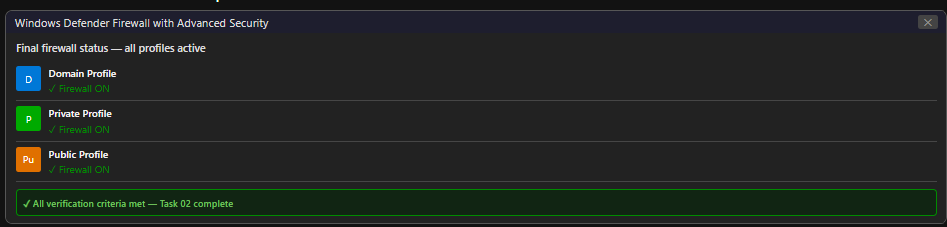 Windows Defender Firewall with Advanced Security
Final firewall status — all profiles active
D
Domain Profile
✓ Firewall ON
P
Private Profile
✓ Firewall ON
Pu
Public Profile
✓ Firewall ON
✓ All verification criteria met — Task 02 complete